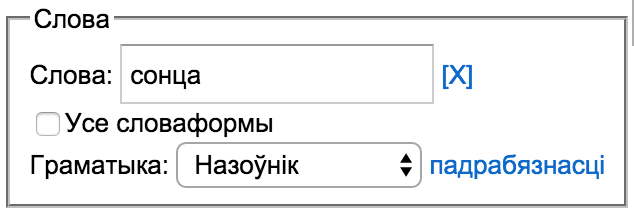 Слова
Слова: сонца [X]
Усе словаформы
Граматыка: Назоўнік падрабязнасці